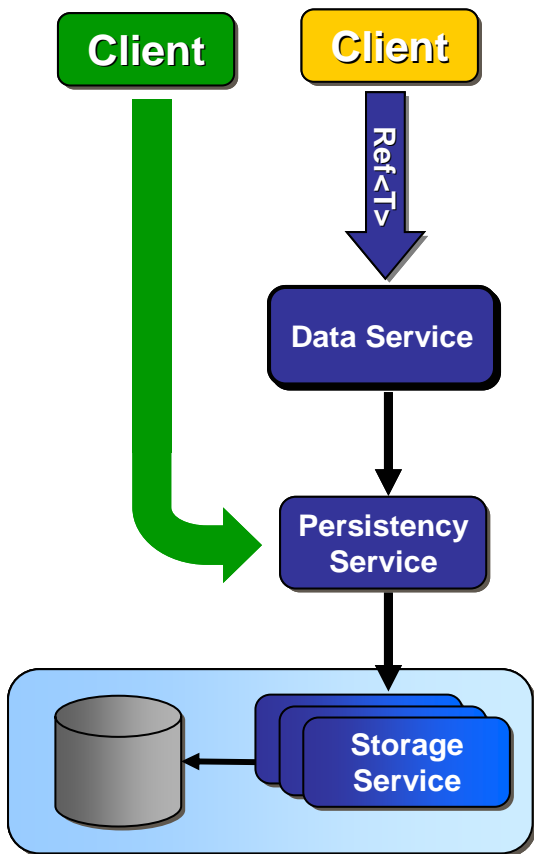 Client
Client
Ref<T>
Data Service
Persistency
Service
Storage
Service